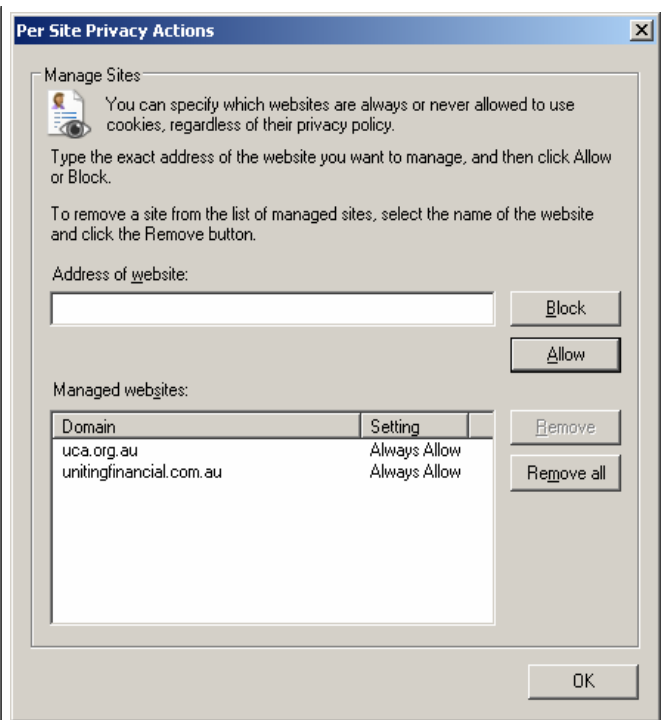 Per Site Privacy Actions
Manage Sites
You can specify which websites are always or never allowed to use
cookies, regardless of their privacy policy.
Type the exact address of the website you want to manage, and then click Allow
or Block.
To remove a site from the list of managed sites, select the name of the website
and click the Remove button.
Address of website:
Block
Allow
Managed websites:
Domain Setting Remove
uca.org.au Always Allow
unitingfinancial.com.au Always Allow
Remove all
OK